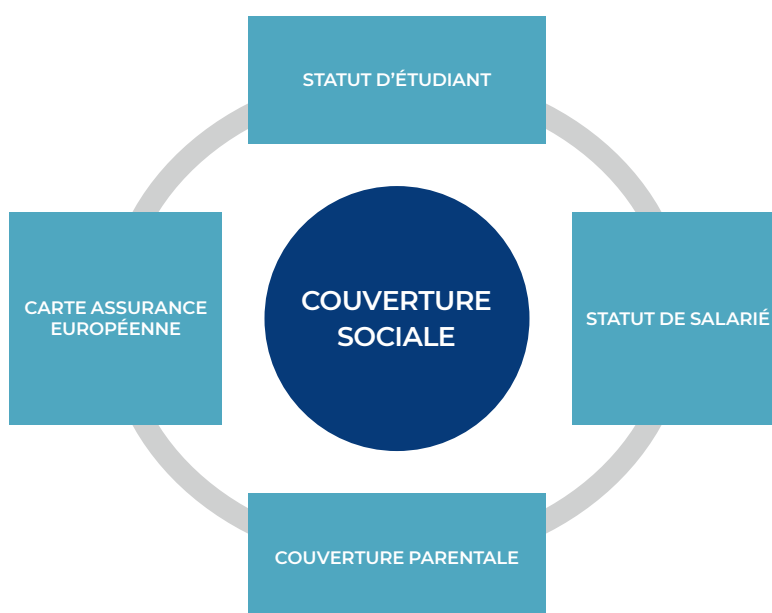 STATUT D'ÉTUDIANT
CARTE ASSURANCE
EUROPÉENNE
COUVERTURE
SOCIALE
STATUT DE SALARIÉ
COUVERTURE PARENTALE